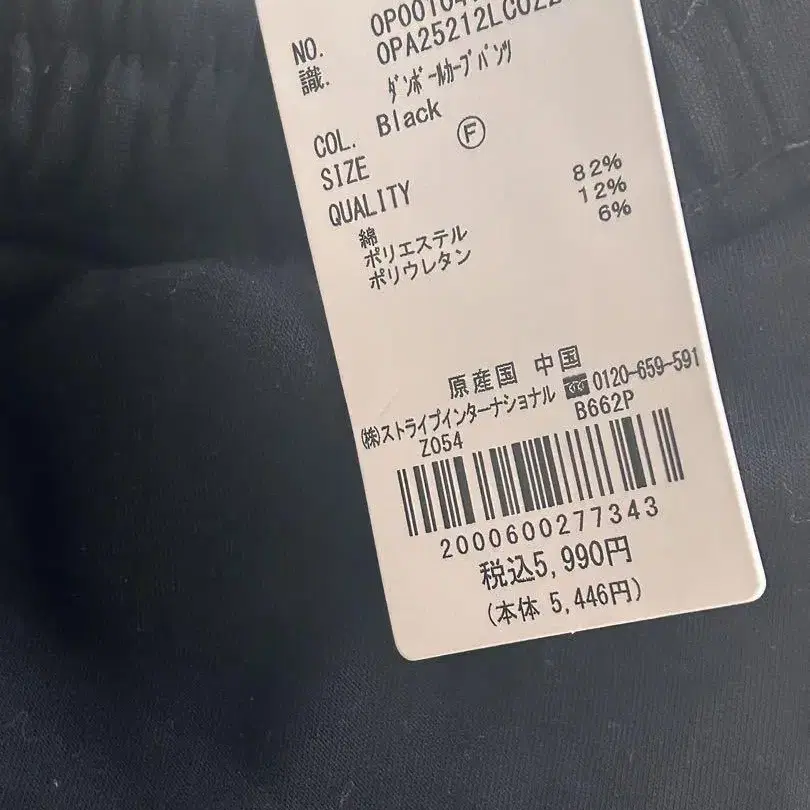 NO.
識. OPA25212LC022
ﾀﾞﾝﾎﾞｰﾙｶｰﾌﾞﾊﾟﾝﾂ
COL. Black
SIZE Ⓕ
QUALITY
綿 82%
ポリエステル 12%
ポリウレタン 6%
原産国 中国
㈱ストライプインターナショナル ☎0120-659-591
Z054 B662P
2000600277343
税込5,990円
(本体 5,446円)